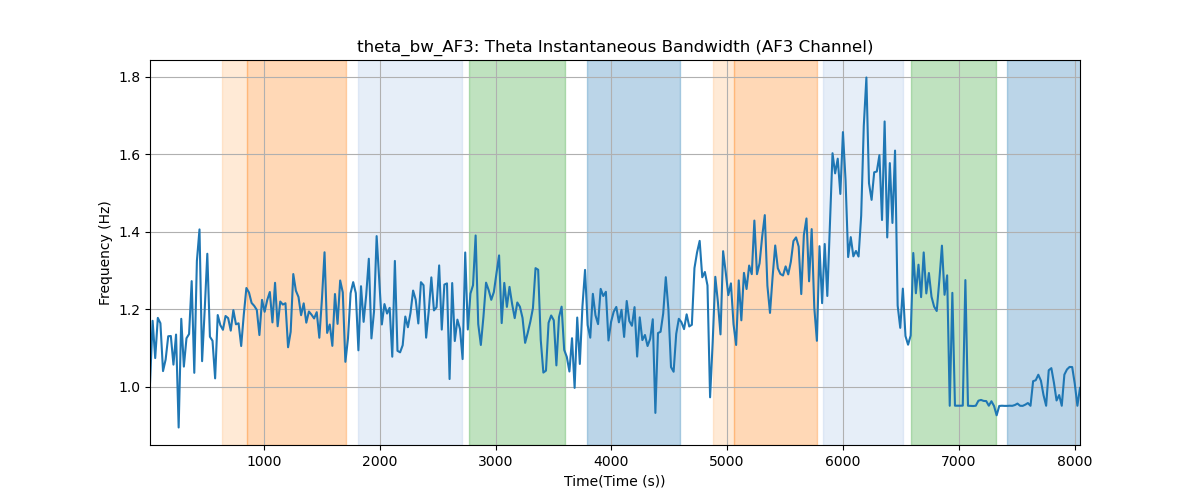 theta_bw_AF3: Theta Instantaneous Bandwidth (AF3 Channel)
Frequency (Hz)
1.8
1.6
1.4
1.2
1.0
1000 2000 3000 4000 5000 6000 7000 8000
Time(Time (s))